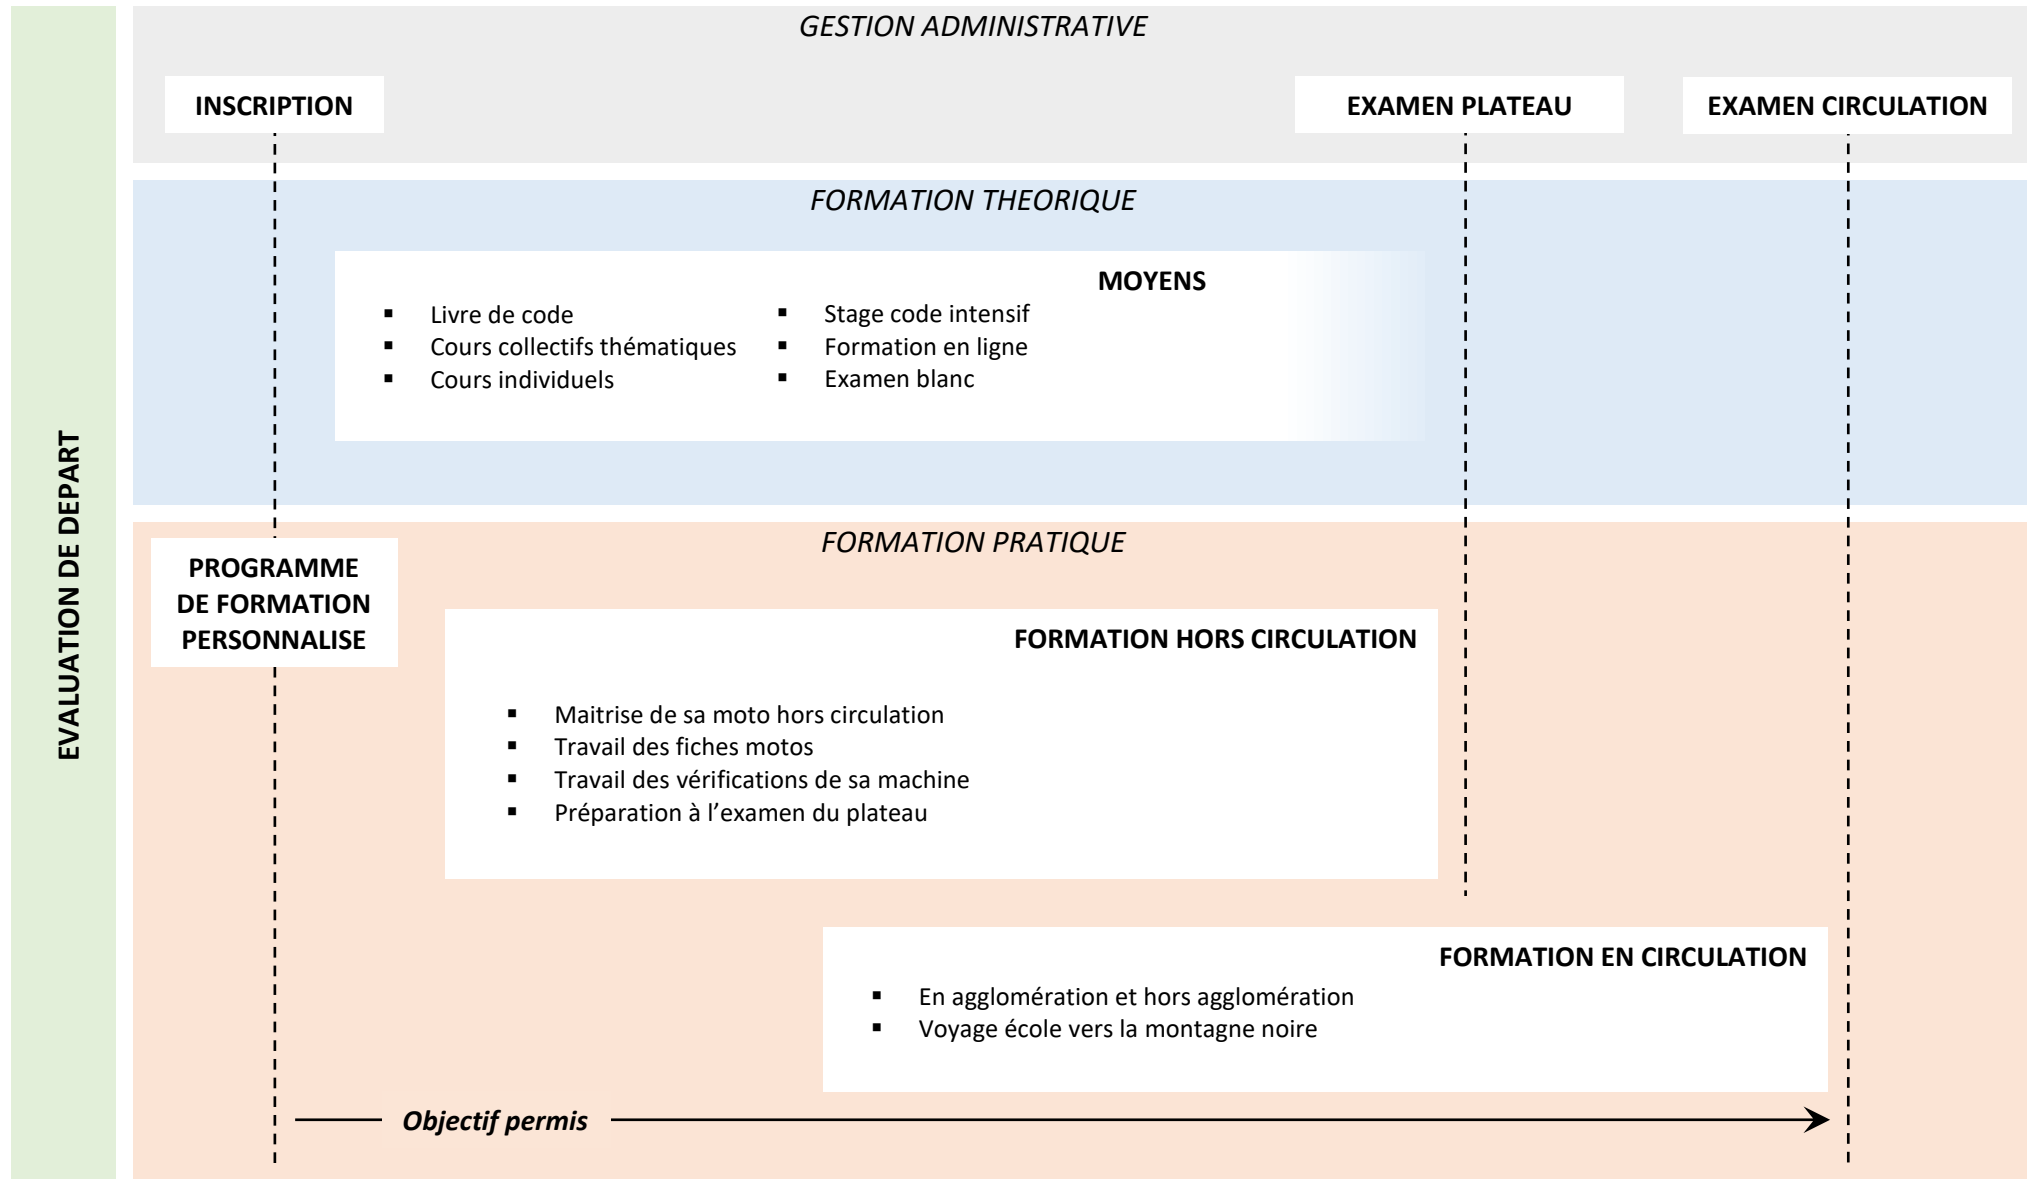 EVALUATION DE DEPART
GESTION ADMINISTRATIVE
INSCRIPTION
EXAMEN PLATEAU
EXAMEN CIRCULATION
FORMATION THEORIQUE
MOYENS
▪ Livre de code
▪ Cours collectifs thématiques
▪ Cours individuels
▪ Stage code intensif
▪ Formation en ligne
▪ Examen blanc
FORMATION PRATIQUE
PROGRAMME
DE FORMATION
PERSONNALISE
FORMATION HORS CIRCULATION
▪ Maitrise de sa moto hors circulation
▪ Travail des fiches motos
▪ Travail des vérifications de sa machine
▪ Préparation à l’examen du plateau
FORMATION EN CIRCULATION
▪ En agglomération et hors agglomération
▪ Voyage école vers la montagne noire
Objectif permis